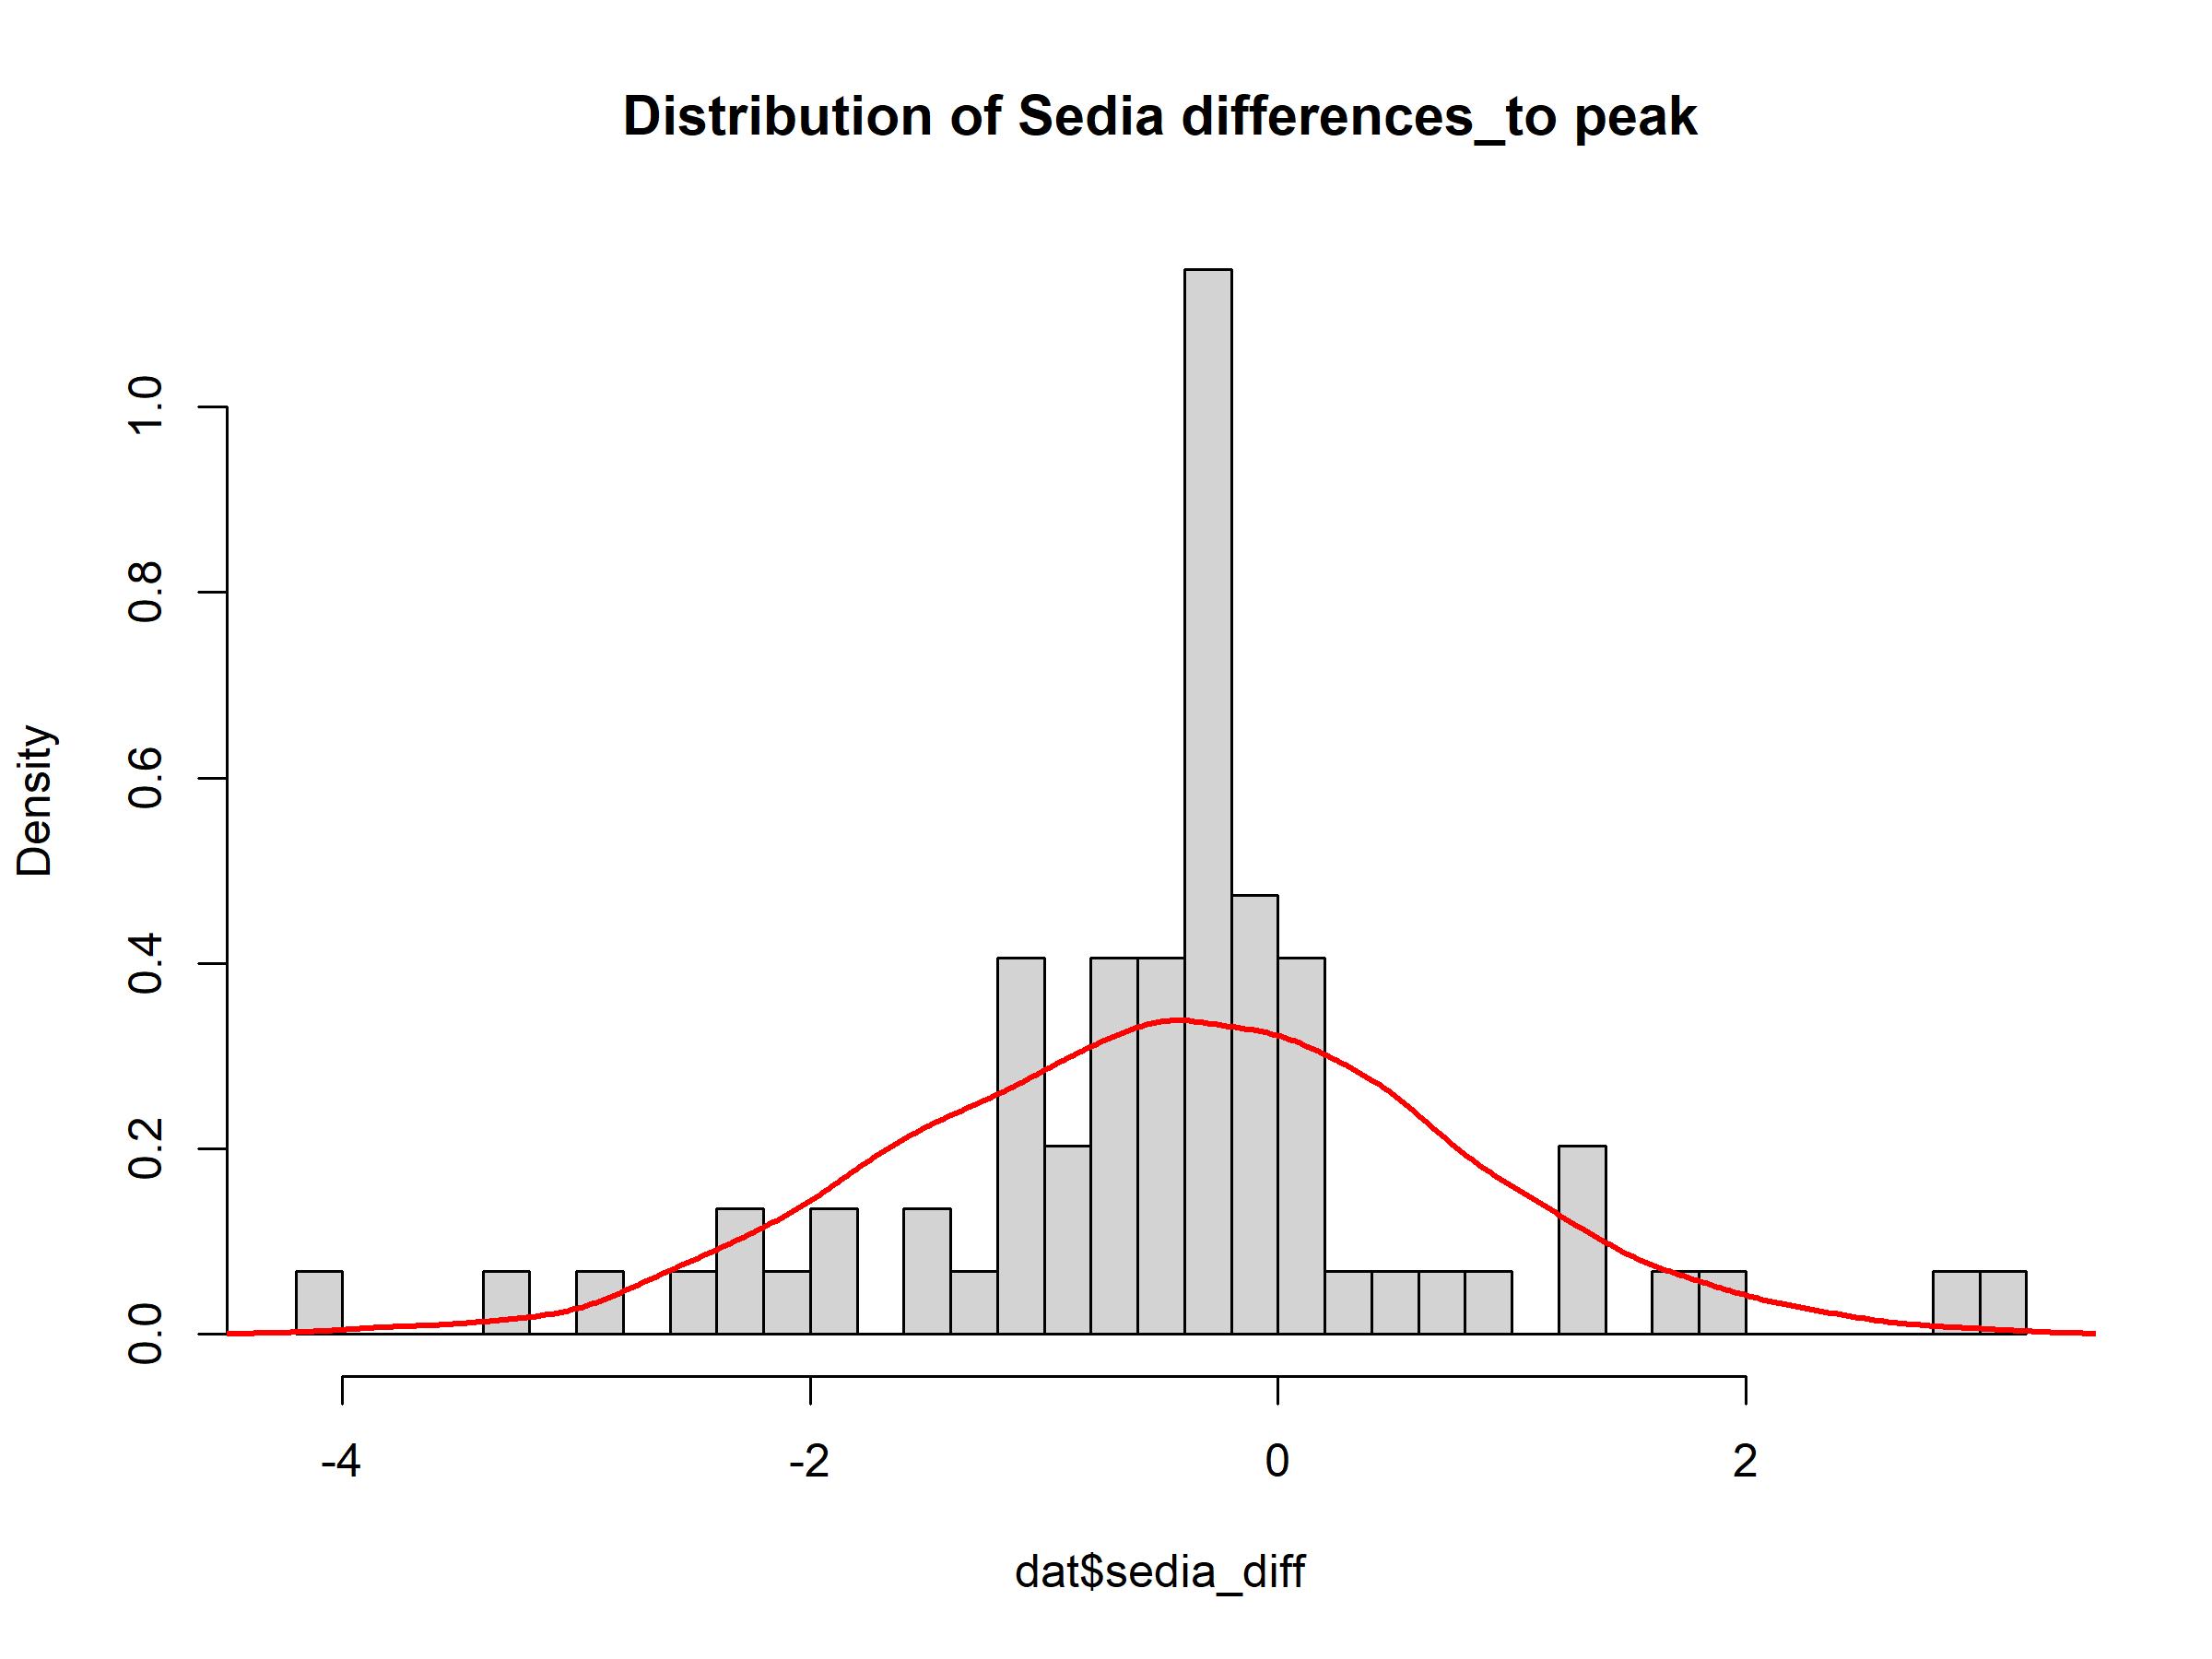 Distribution of Sedia differences_to peak
Density
1.0
0.8
0.6
0.4
0.2
0.0
-4 -2 0 2
dat$sedia_diff